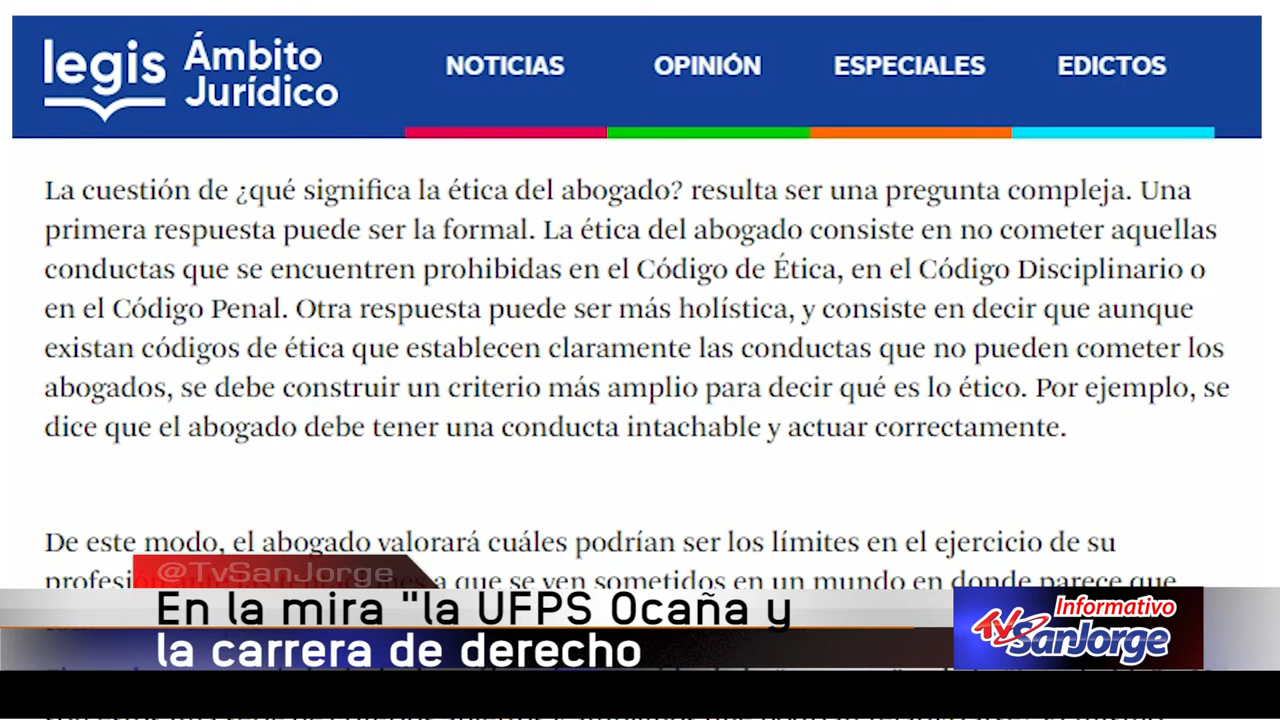 legis Ámbito Jurídico
NOTICIAS OPINIÓN ESPECIALES EDICTOS
La cuestión de ¿qué significa la ética del abogado? resulta ser una pregunta compleja. Una
primera respuesta puede ser la formal. La ética del abogado consiste en no cometer aquellas
conductas que se encuentren prohibidas en el Código de Ética, en el Código Disciplinario o
en el Código Penal. Otra respuesta puede ser más holística, y consiste en decir que aunque
existan códigos de ética que establecen claramente las conductas que no pueden cometer los
abogados, se debe construir un criterio más amplio para decir qué es lo ético. Por ejemplo, se
dice que el abogado debe tener una conducta intachable y actuar correctamente.
De este modo, el abogado valorará cuáles podrían ser los límites en el ejercicio de su
a que se ven sometidos en un mundo en donde parece que
@TvSanJorge
En la mira "la UFPS Ocaña y
la carrera de derecho
Informativo
TV SanJorge